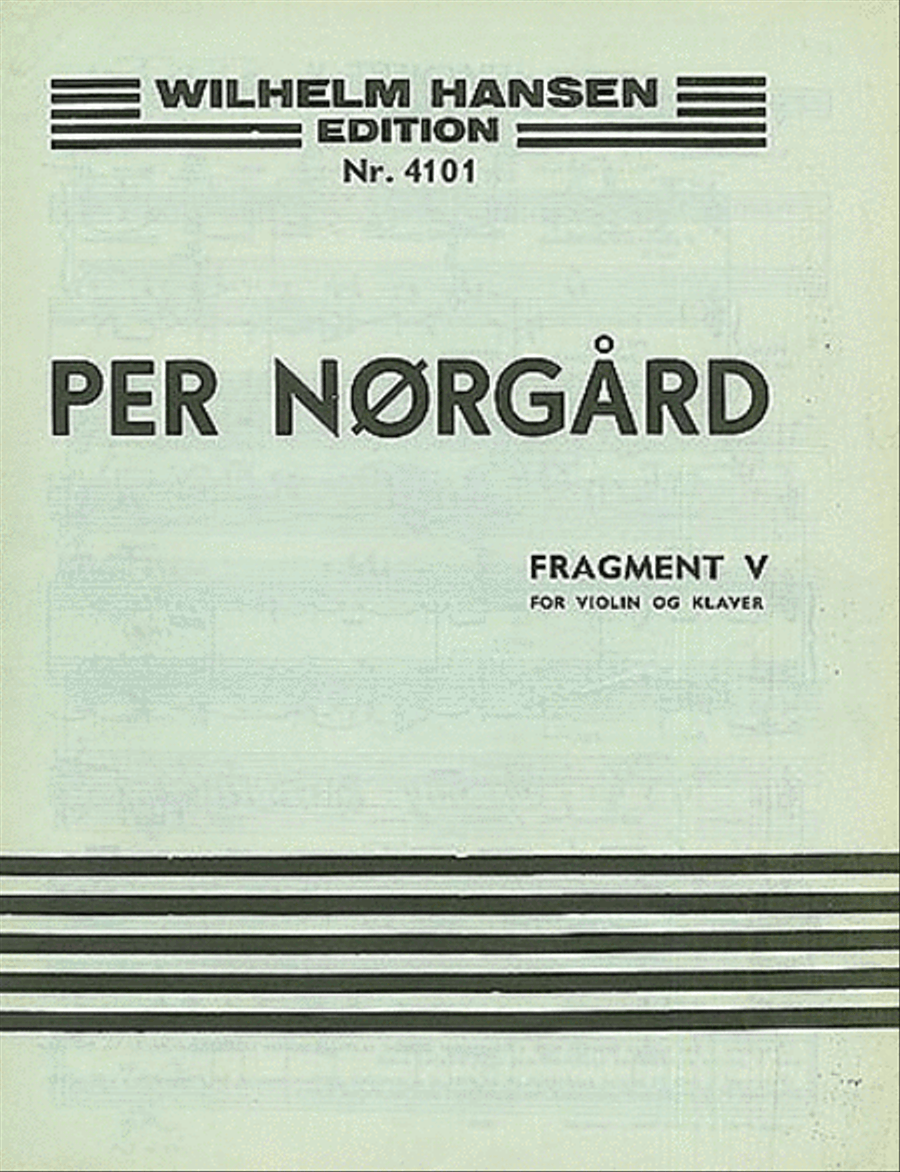 WILHELM HANSEN
EDITION
Nr. 4101
PER NØRGÅRD
FRAGMENT V
FOR VIOLIN OG KLAVER